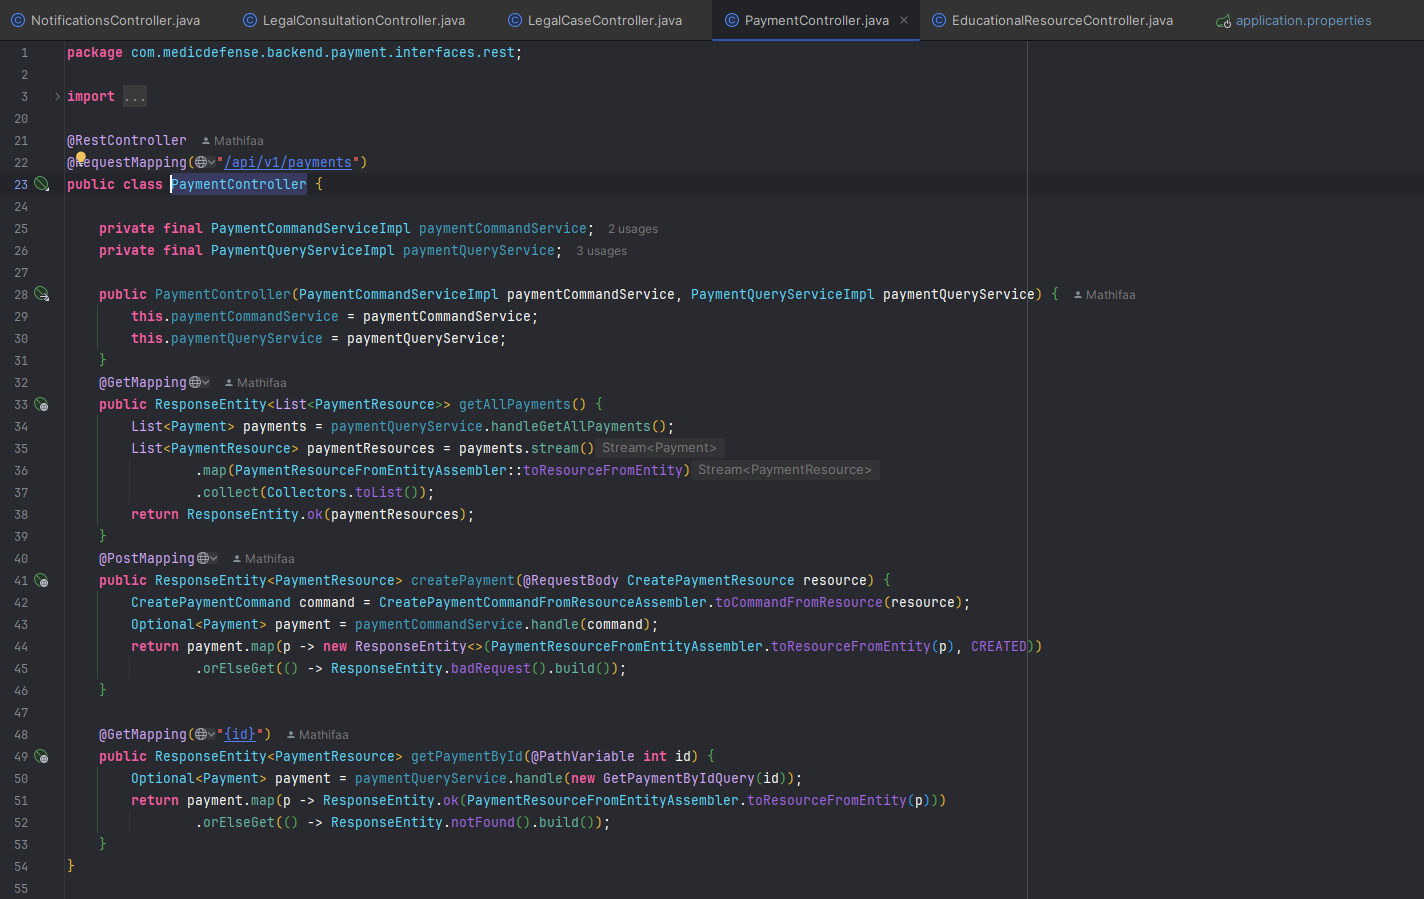 NotificationsController.java LegalConsultationController.java LegalCaseController.java PaymentController.java EducationalResourceController.java application.properties
1 package com.medicdefense.backend.payment.interfaces.rest;
2
3 import ...
20
21 @RestController Mathifaa
22 @RequestMapping("/api/v1/payments")
23 public class PaymentController {
24
25 private final PaymentCommandServiceImpl paymentCommandService; 2 usages
26 private final PaymentQueryServiceImpl paymentQueryService; 3 usages
27
28 public PaymentController(PaymentCommandServiceImpl paymentCommandService, PaymentQueryServiceImpl paymentQueryService) { Mathifaa
29 this.paymentCommandService = paymentCommandService;
30 this.paymentQueryService = paymentQueryService;
31 }
32 @GetMapping Mathifaa
33 public ResponseEntity<List<PaymentResource>> getAllPayments() {
34 List<Payment> payments = paymentQueryService.handleGetAllPayments();
35 List<PaymentResource> paymentResources = payments.stream() Stream<Payment>
36 .map(PaymentResourceFromEntityAssembler::toResourceFromEntity) Stream<PaymentResource>
37 .collect(Collectors.toList());
38 return ResponseEntity.ok(paymentResources);
39 }
40 @PostMapping Mathifaa
41 public ResponseEntity<PaymentResource> createPayment(@RequestBody CreatePaymentResource resource) {
42 CreatePaymentCommand command = CreatePaymentCommandFromResourceAssembler.toCommandFromResource(resource);
43 Optional<Payment> payment = paymentCommandService.handle(command);
44 return payment.map(p -> new ResponseEntity<>(PaymentResourceFromEntityAssembler.toResourceFromEntity(p), CREATED))
45 .orElseGet(() -> ResponseEntity.badRequest().build());
46 }
47
48 @GetMapping("{id}") Mathifaa
49 public ResponseEntity<PaymentResource> getPaymentById(@PathVariable int id) {
50 Optional<Payment> payment = paymentQueryService.handle(new GetPaymentByIdQuery(id));
51 return payment.map(p -> ResponseEntity.ok(PaymentResourceFromEntityAssembler.toResourceFromEntity(p)))
52 .orElseGet(() -> ResponseEntity.notFound().build());
53 }
54 }
55